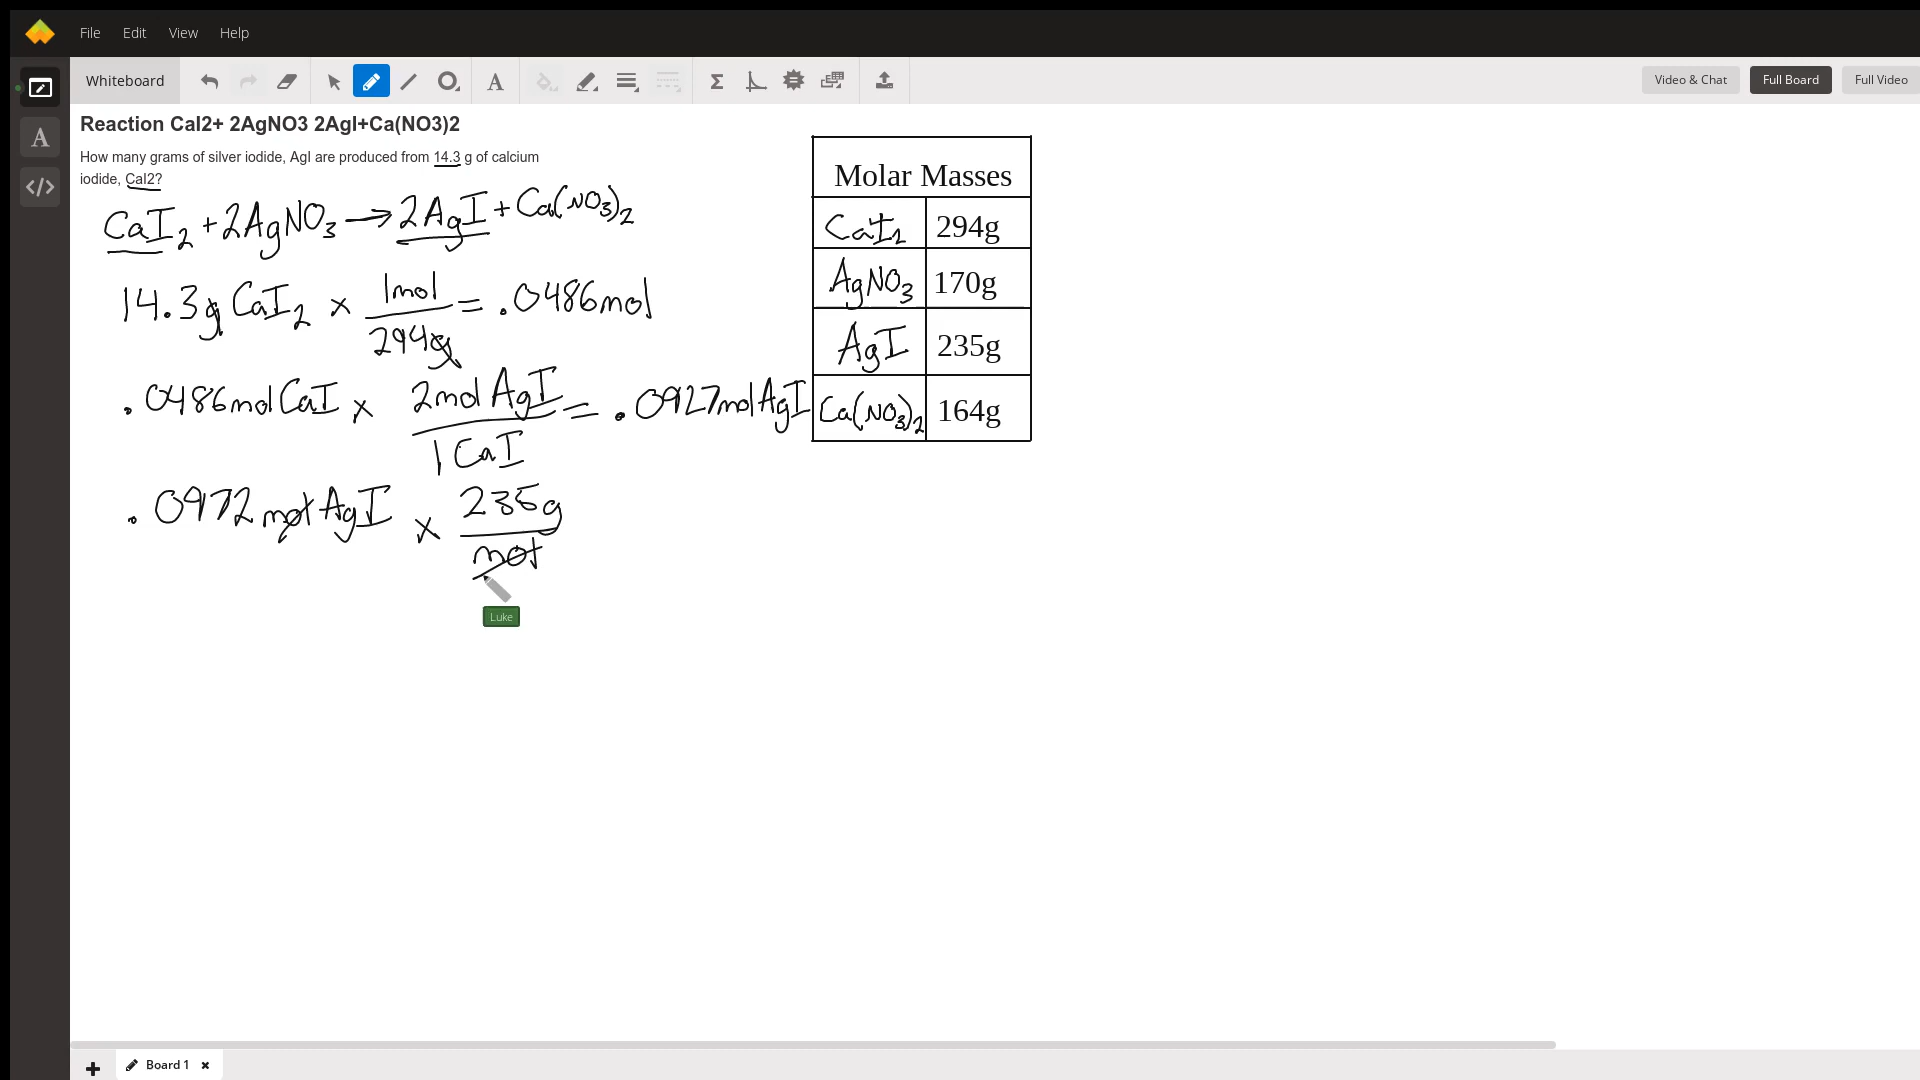 File Edit View Help
Whiteboard
Video & Chat Full Board Full Video
Reaction CaI2+ 2AgNO3 2AgI+Ca(NO3)2
How many grams of silver iodide, AgI are produced from 14.3 g of calcium
iodide, CaI2?
CaI2 + 2AgNO3 → 2AgI + Ca(NO3)2
14.3g CaI2 x 1mol
294g
= .0486mol
.0486mol CaI x 2mol AgI
1 CaI
= .0927mol AgI
.0972 mol AgI x 235g
mol
Luke
Molar Masses
CaI2 294g
AgNO3 170g
AgI 235g
Ca(NO3)2 164g
Board 1